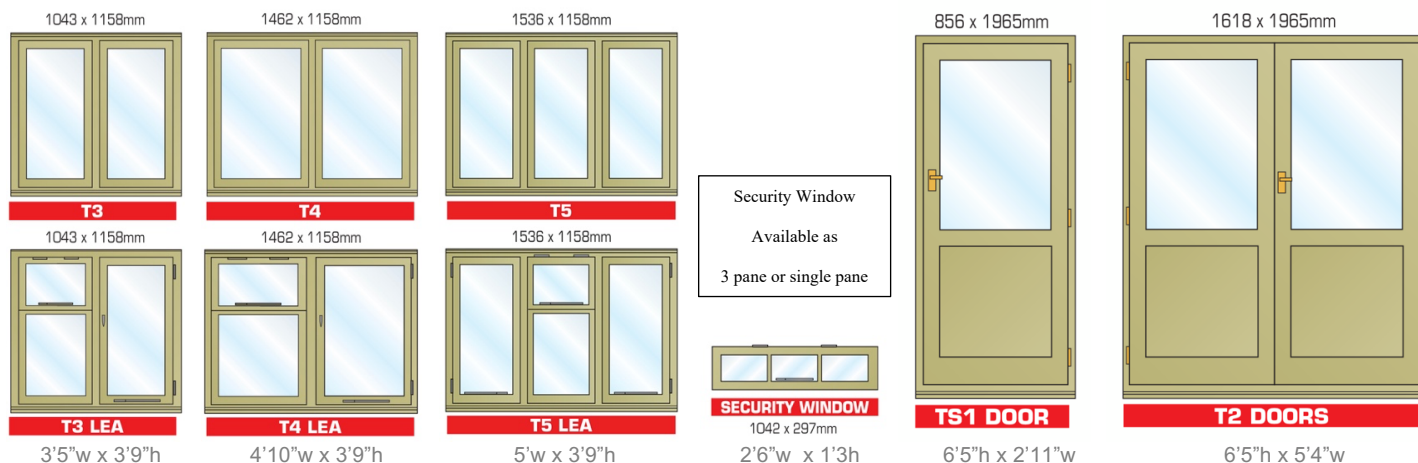 1043 x 1158mm
1462 x 1158mm
1536 x 1158mm
856 x 1965mm
1618 x 1965mm
T3
T4
T5
Security Window
Available as
3 pane or single pane
1043 x 1158mm
1462 x 1158mm
1536 x 1158mm
T3 LEA
T4 LEA
T5 LEA
SECURITY WINDOW
1042 x 297mm
TS1 DOOR
T2 DOORS
3’5”w x 3’9”h
4’10”w x 3’9”h
5’w x 3’9”h
2’6”w x 1’3h
6’5”h x 2’11”w
6’5”h x 5’4”w